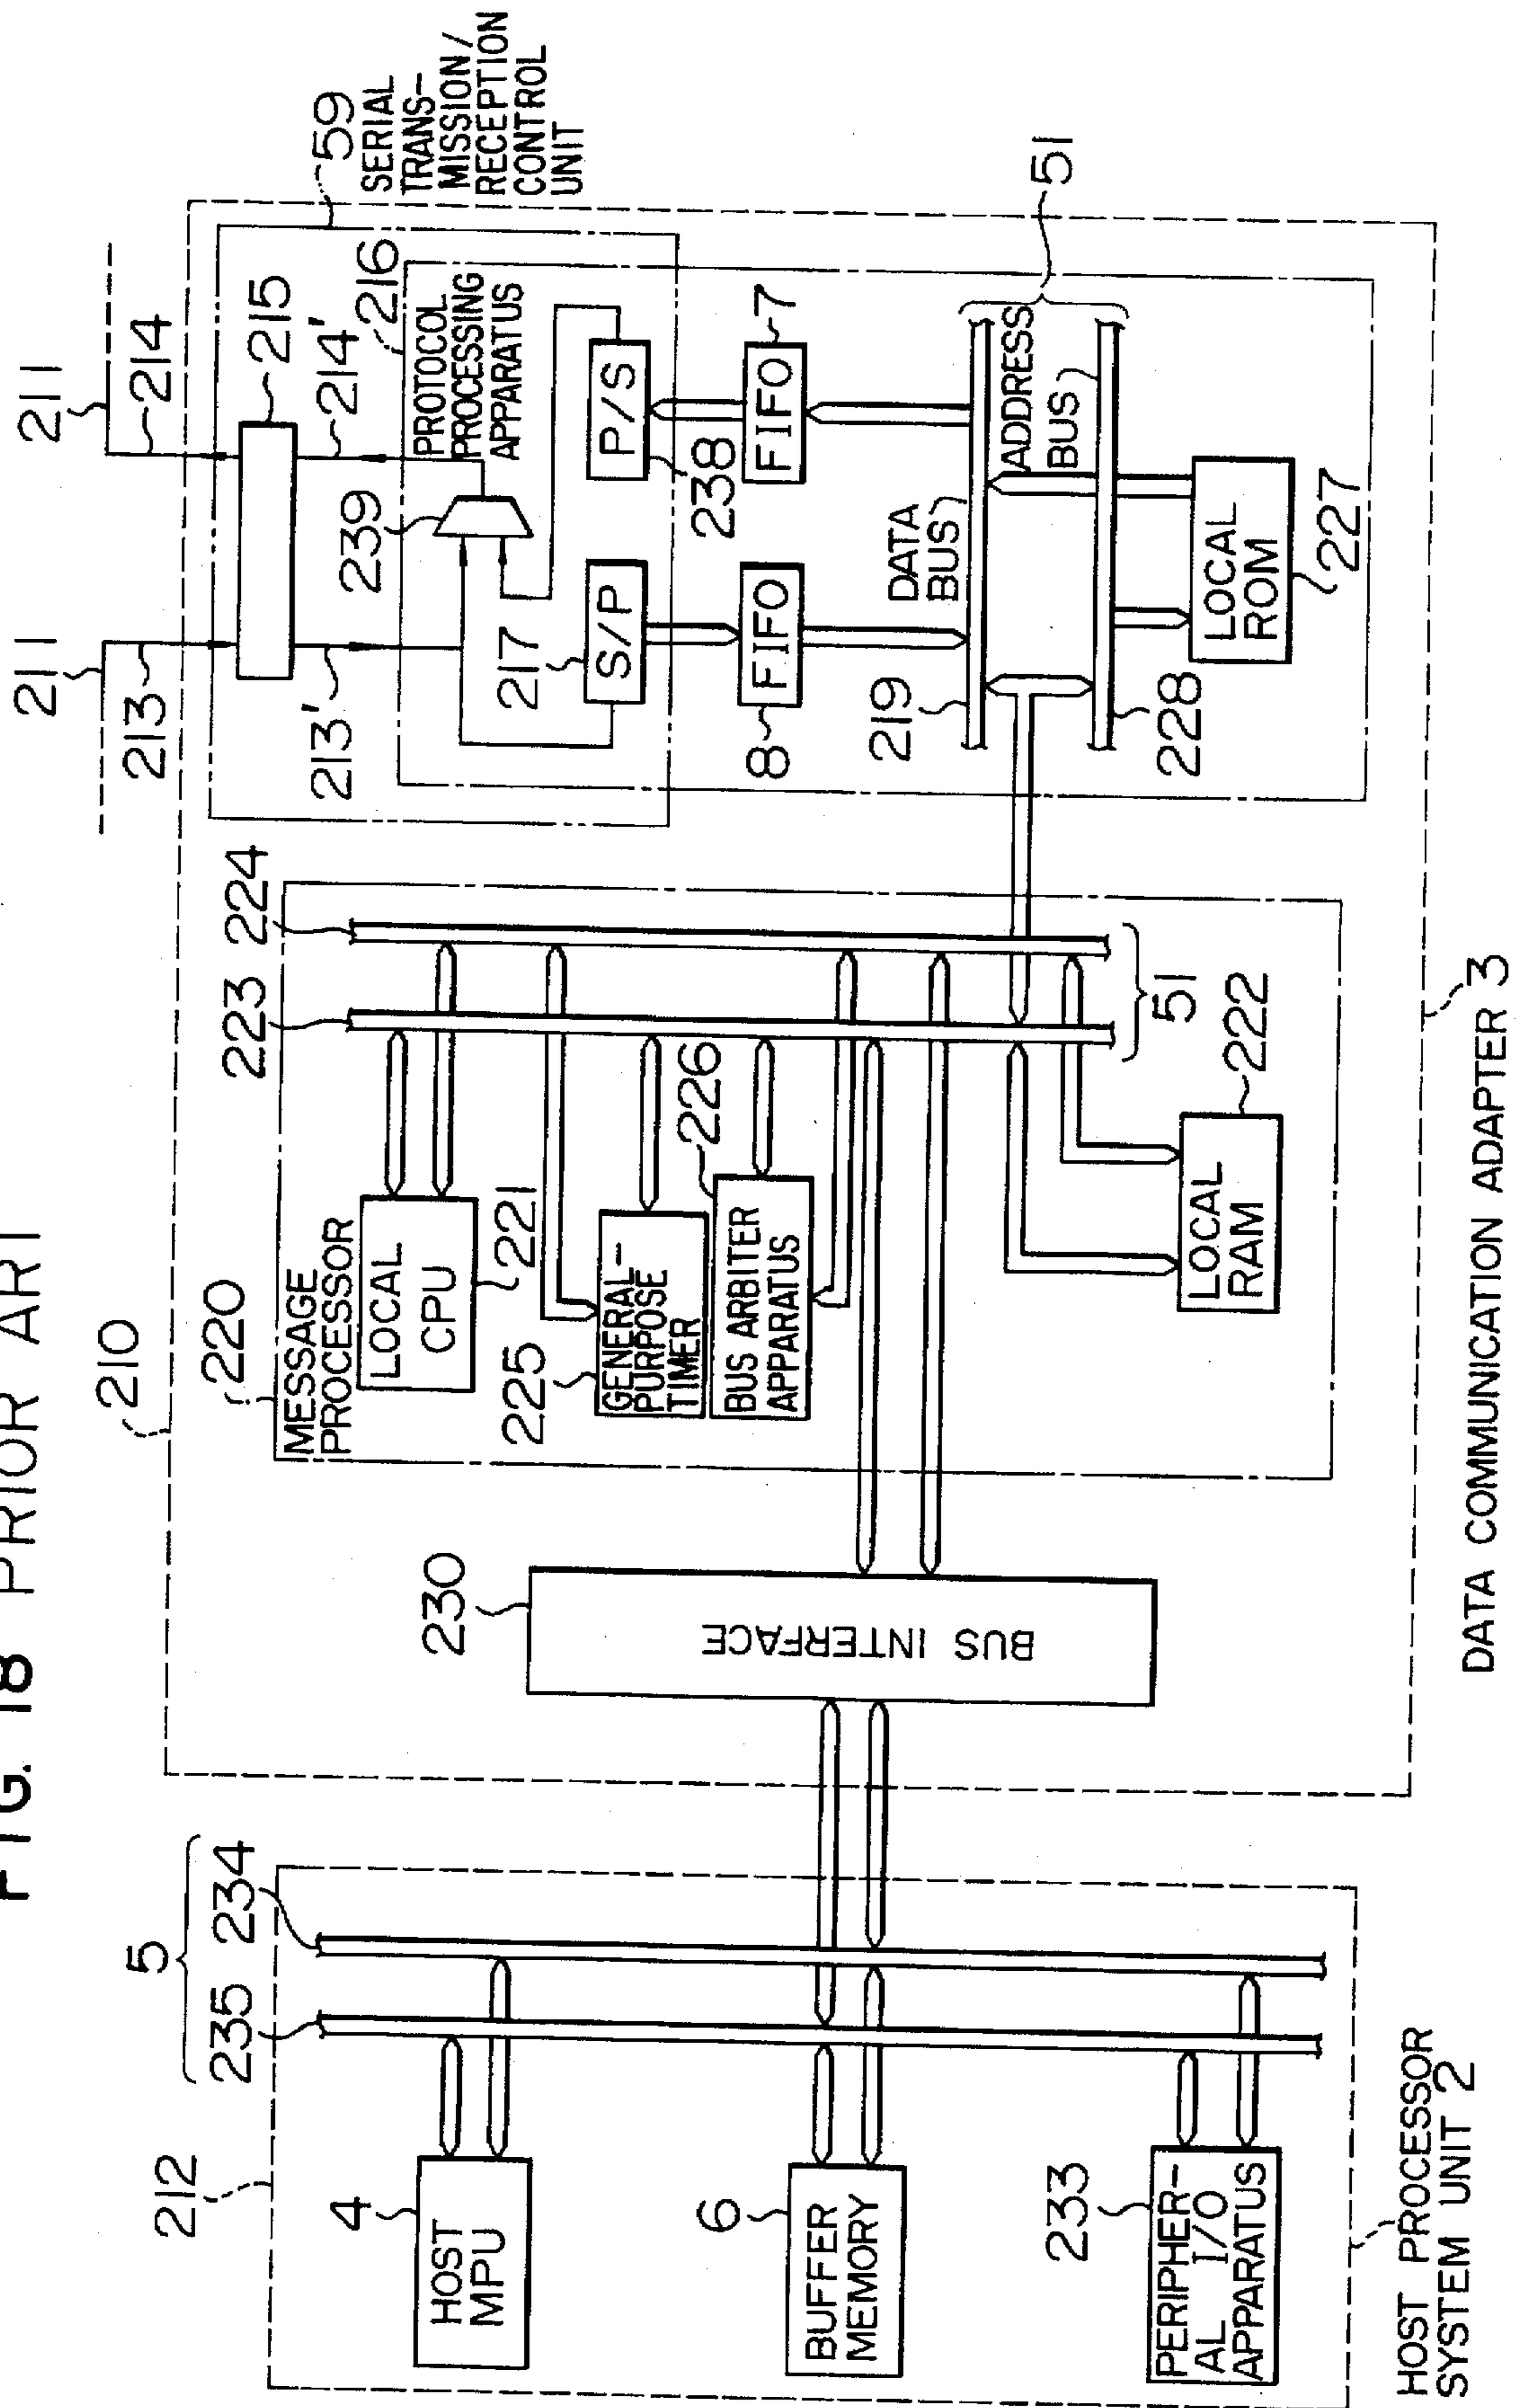 FIG. 18 PRIOR ART
210
211
211
213
214
215
213'
214'
59
SERIAL
TRANS-
MISSION/
RECEPTION
CONTROL
UNIT
216
PROTOCOL
PROCESSING
APPARATUS
239
217
S/P
P/S
238
8
FIFO
FIFO
7
DATA
BUS
219
ADDRESS
BUS
228
51
LOCAL
ROM
227
220
MESSAGE
PROCESSOR
223
224
LOCAL
CPU
221
225
GENERAL-
PURPOSE
TIMER
226
BUS ARBITER
APPARATUS
51
LOCAL
RAM
222
230
BUS INTERFACE
DATA COMMUNICATION ADAPTER 3
5
235
234
212
4
HOST
MPU
6
BUFFER
MEMORY
233
PERIPHER-
AL I/O
APPARATUS
HOST PROCESSOR
SYSTEM UNIT 2